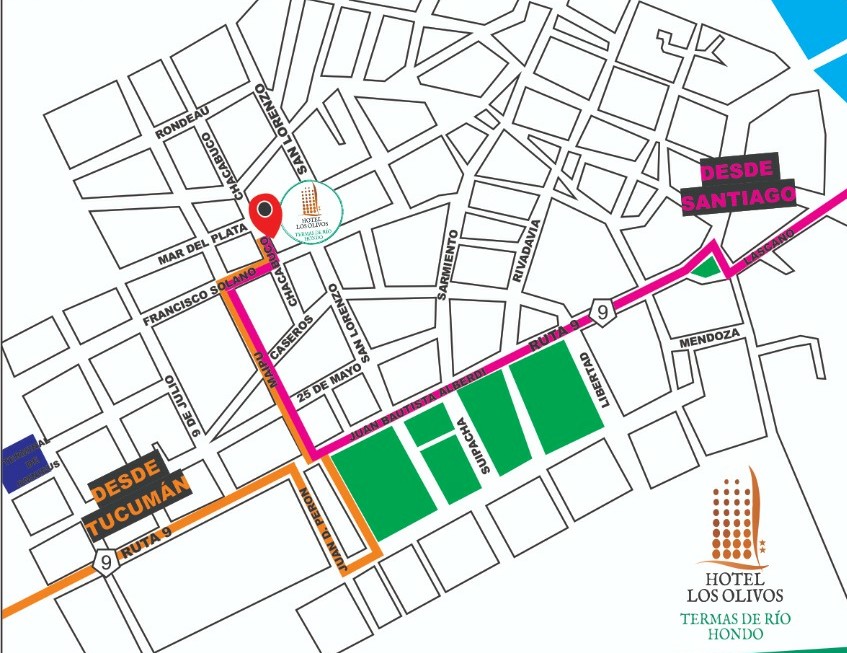 RONDEAU
CHACABUCO
SAN LORENZO
HOTEL
LOS OLIVOS
TERMAS DE RÍO
HONDO
MAR DEL PLATA
CHACABUCO
CHACABUCO
FRANCISCO SOLANO
SAN LORENZO
CASEROS
MAIPU
25 DE MAYO
9 DE JULIO
SARMIENTO
RIVADAVIA
DESDE
SANTIAGO
LASCANO
9
RUTA 9
MENDOZA
JUAN BAUTISTA ALBERDI
LIBERTAD
SUIPACHA
DESDE
TUCUMÁN
9
RUTA 9
JUAN D. PERON
HOTEL
LOS OLIVOS
TERMAS DE RÍO
HONDO